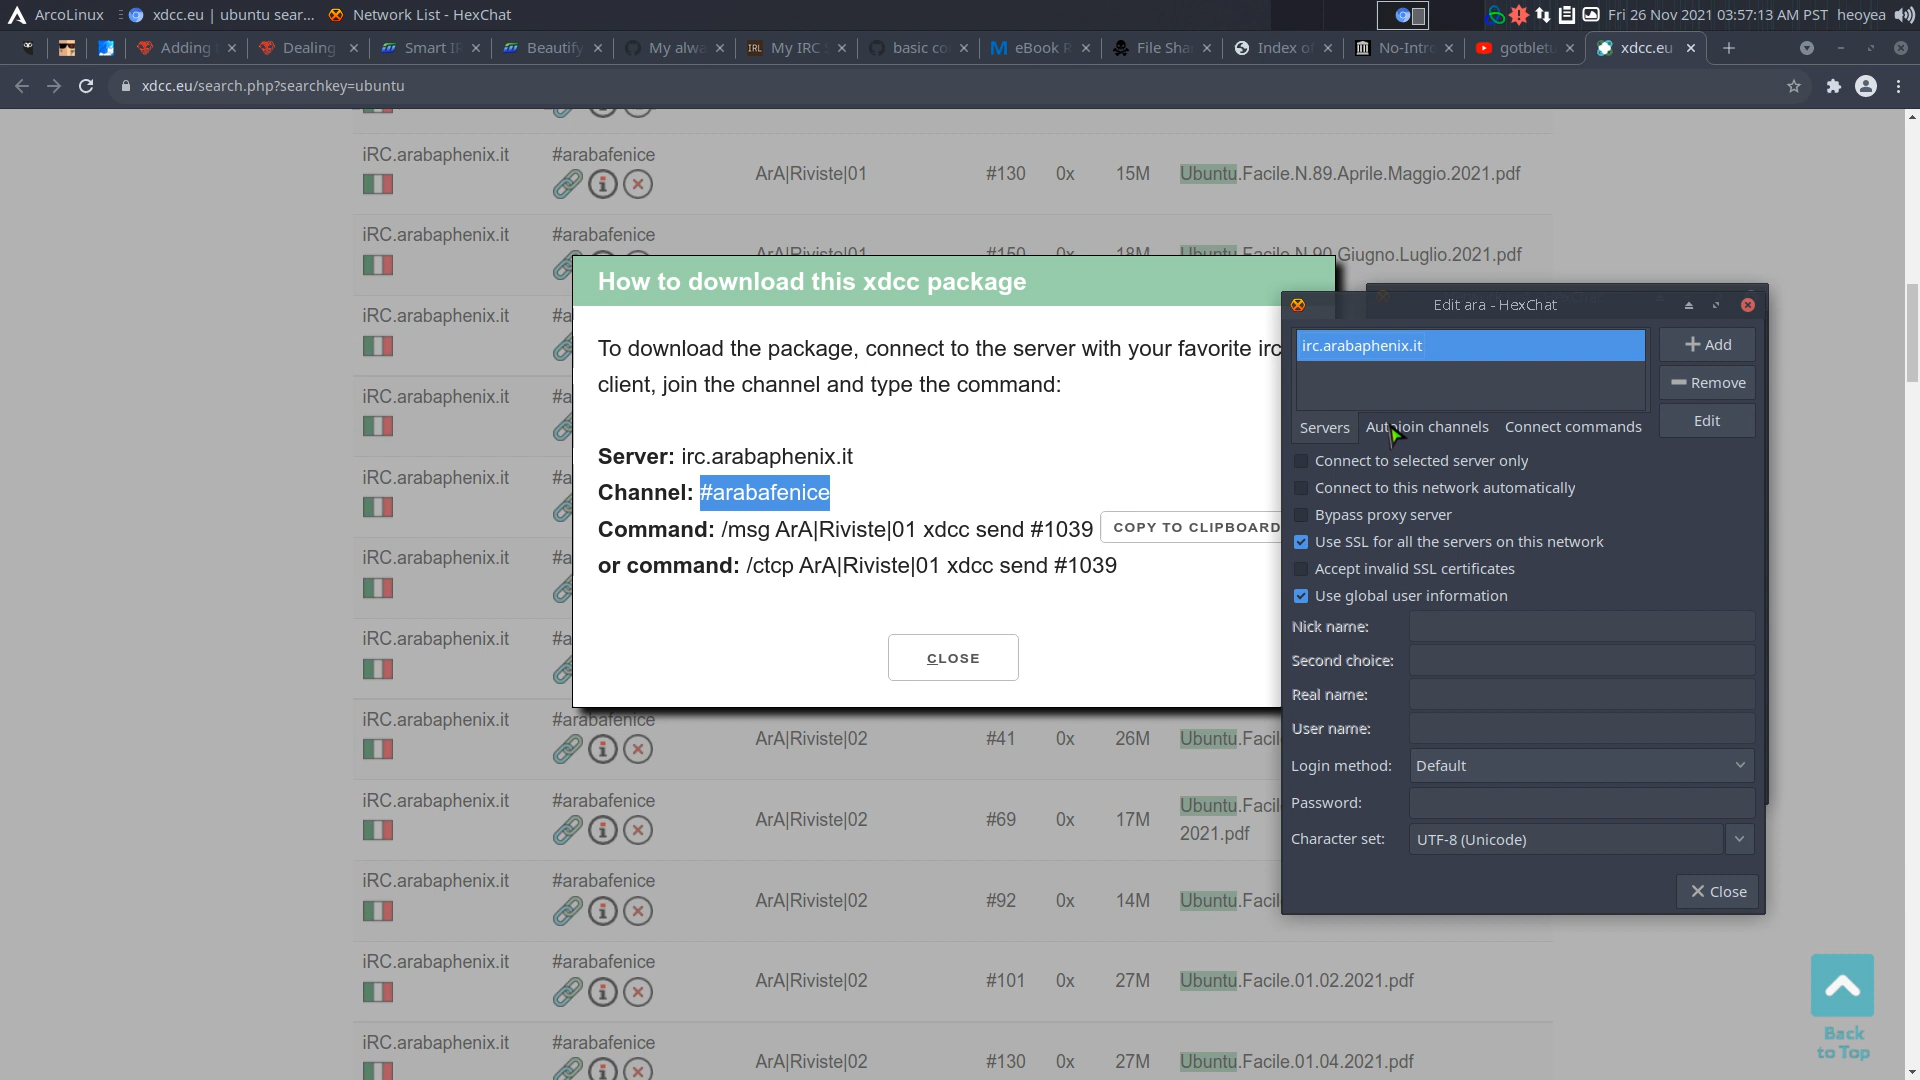 ArcoLinux
xdcc.eu | ubuntu sear...
Network List - HexChat
Fri 26 Nov 2021 03:57:13 AM PST
heoyea
Adding
Dealing
Smart I
Beautif
My alw
IRL
My IRC
basic co
eBook R
File Sha
Index o
No-Intr
gotblet
xdcc.eu
xdcc.eu/search.php?searchkey=ubuntu
iRC.arabaphenix.it #arabafenice
ArA|Riviste|01 #130 0x 15M Ubuntu.Facile.N.89.Aprile.Maggio.2021.pdf
iRC.arabaphenix.it #arabafenice
ArA|Riviste|01 #150 0x 18M Ubuntu.Facile.N.90.Giugno.Luglio.2021.pdf
iRC.arabaphenix.it #a
iRC.arabaphenix.it #a
iRC.arabaphenix.it #a
iRC.arabaphenix.it #a
iRC.arabaphenix.it #a
How to download this xdcc package
To download the package, connect to the server with your favorite irc
client, join the channel and type the command:
Server: irc.arabaphenix.it
Channel: #arabafenice
Command: /msg ArA|Riviste|01 xdcc send #1039 COPY TO CLIPBOARD
or command: /ctcp ArA|Riviste|01 xdcc send #1039
CLOSE
iRC.arabaphenix.it #arabafenice
ArA|Riviste|02 #41 0x 26M Ubuntu.Facil
iRC.arabaphenix.it #arabafenice
ArA|Riviste|02 #69 0x 17M Ubuntu.Facil
2021.pdf
iRC.arabaphenix.it #arabafenice
ArA|Riviste|02 #92 0x 14M Ubuntu.Facil
iRC.arabaphenix.it #arabafenice
ArA|Riviste|02 #101 0x 27M Ubuntu.Facile.01.02.2021.pdf
iRC.arabaphenix.it #arabafenice
ArA|Riviste|02 #130 0x 27M Ubuntu.Facile.01.04.2021.pdf
Edit ara - HexChat
irc.arabaphenix.it
Add
Remove
Edit
Servers Autojoin channels Connect commands
Connect to selected server only
Connect to this network automatically
Bypass proxy server
Use SSL for all the servers on this network
Accept invalid SSL certificates
Use global user information
Nick name:
Second choice:
Real name:
User name:
Login method: Default
Password:
Character set: UTF-8 (Unicode)
Close
Back
to Top